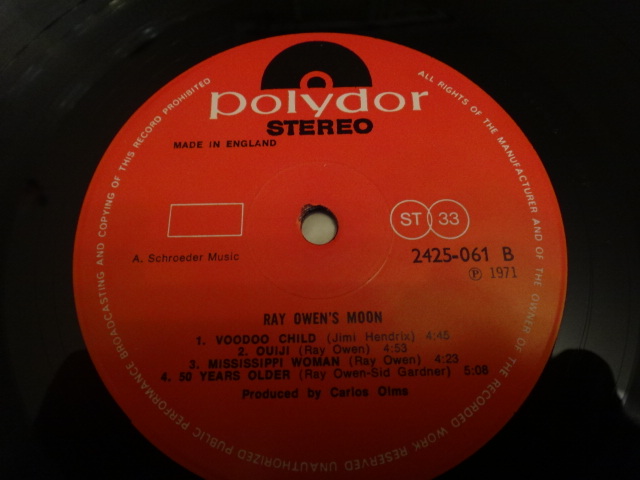 polydor
STEREO
MADE IN ENGLAND
ST 33
A. Schroeder Music
2425-061 B
℗ 1971
RAY OWEN'S MOON
1. VOODOO CHILD (Jimi Hendrix) 4:45
2. OUIJI (Ray Owen) 4:53
3. MISSISSIPPI WOMAN (Ray Owen) 4:23
4. 50 YEARS OLDER (Ray Owen-Sid Gardner) 5:08
Produced by Carlos Olms
ALL RIGHTS OF THE MANUFACTURER AND OF THE OWNER OF THE RECORDED WORK RESERVED UNAUTHORIZED PUBLIC PERFORMANCE BROADCASTING AND COPYING OF THIS RECORD PROHIBITED